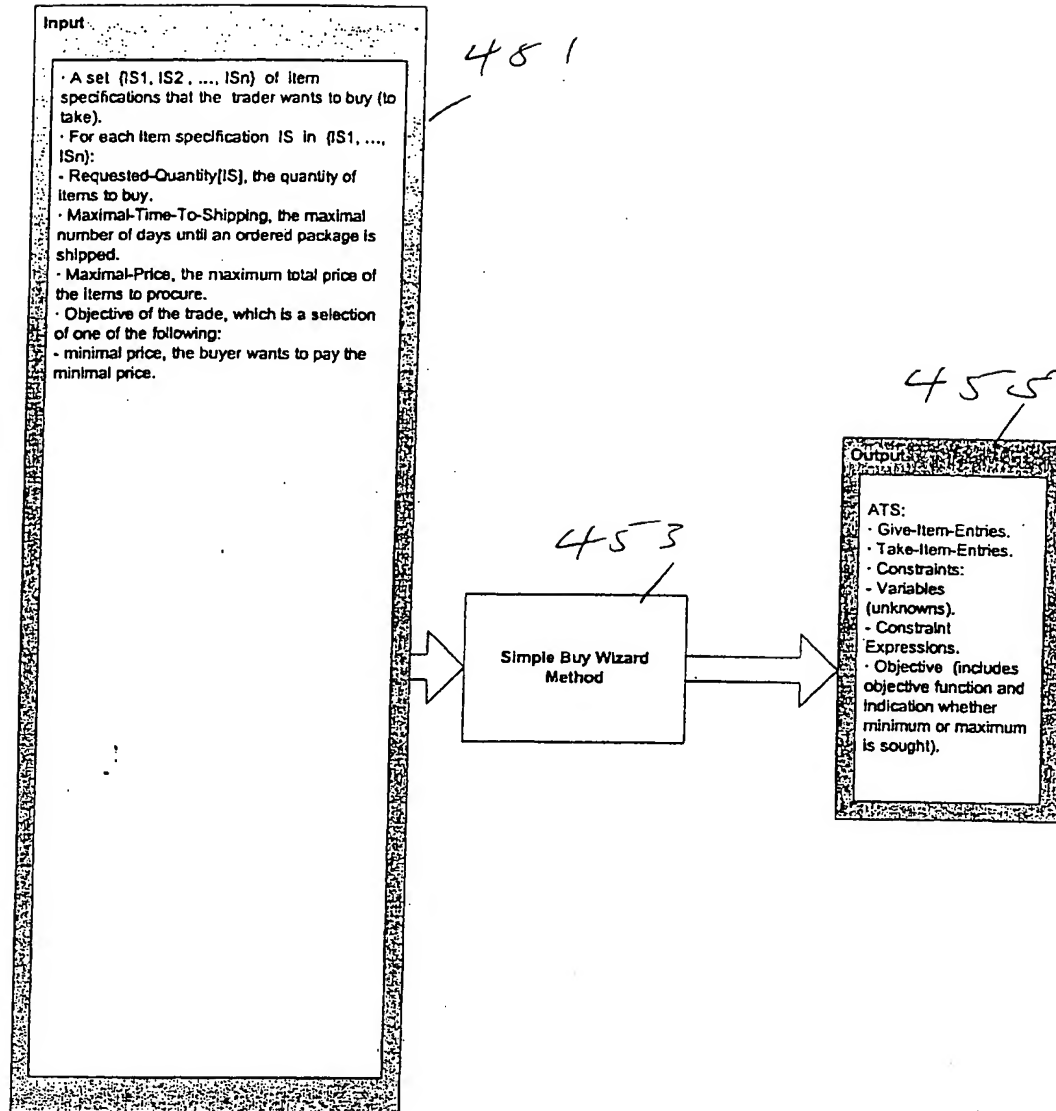 Input
· A set {IS1, IS2, ..., ISn} of item
specifications that the trader wants to buy (to
take).
· For each item specification IS in {IS1, ...,
ISn}:
- Requested-Quantity[IS], the quantity of
items to buy.
· Maximal-Time-To-Shipping, the maximal
number of days until an ordered package is
shipped.
· Maximal-Price, the maximum total price of
the items to procure.
· Objective of the trade, which is a selection
of one of the following:
- minimal price, the buyer wants to pay the
minimal price.
481
453
Simple Buy Wizard
Method
455
Output
ATS:
· Give-Item-Entries.
· Take-Item-Entries.
· Constraints:
- Variables
(unknowns).
- Constraint
Expressions.
· Objective (includes
objective function and
indication whether
minimum or maximum
is sought).